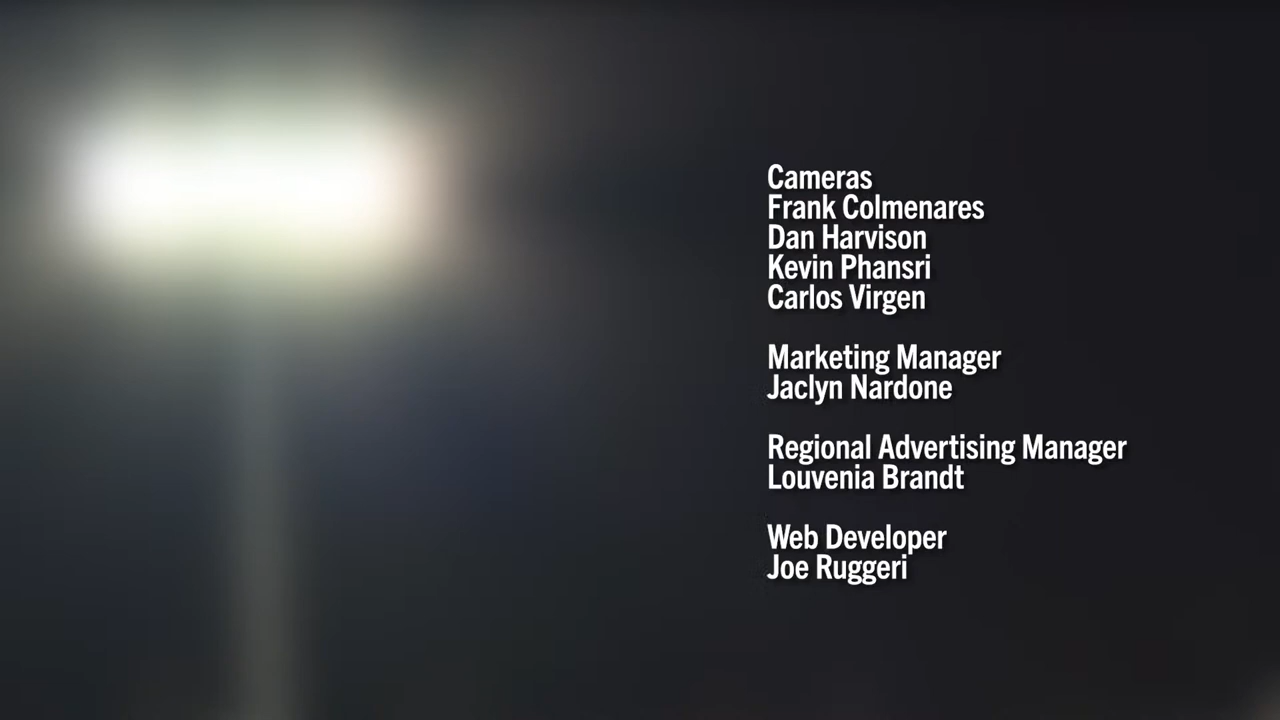 Cameras
Frank Colmenares
Dan Harvison
Kevin Phansri
Carlos Virgen
Marketing Manager
Jaclyn Nardone
Regional Advertising Manager
Louvenia Brandt
Web Developer
Joe Ruggeri